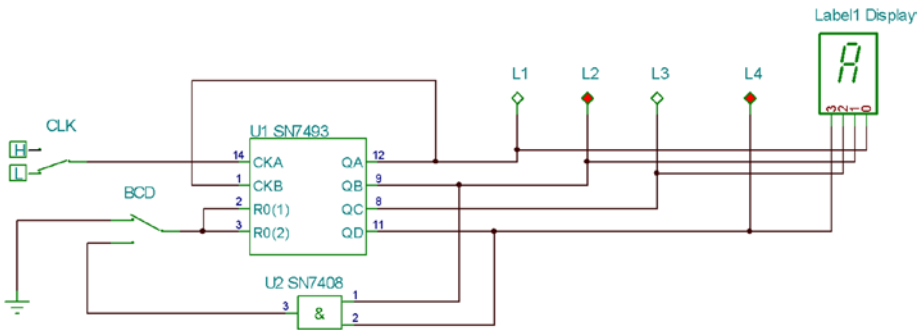 Label1 Display
A
3 2 1 0
L1 L2 L3 L4
CLK
H
L
U1 SN7493
14 CKA QA 12
1 CKB QB 9
2 R0(1) QC 8
3 R0(2) QD 11
BCD
U2 SN7408
3 & 1
2